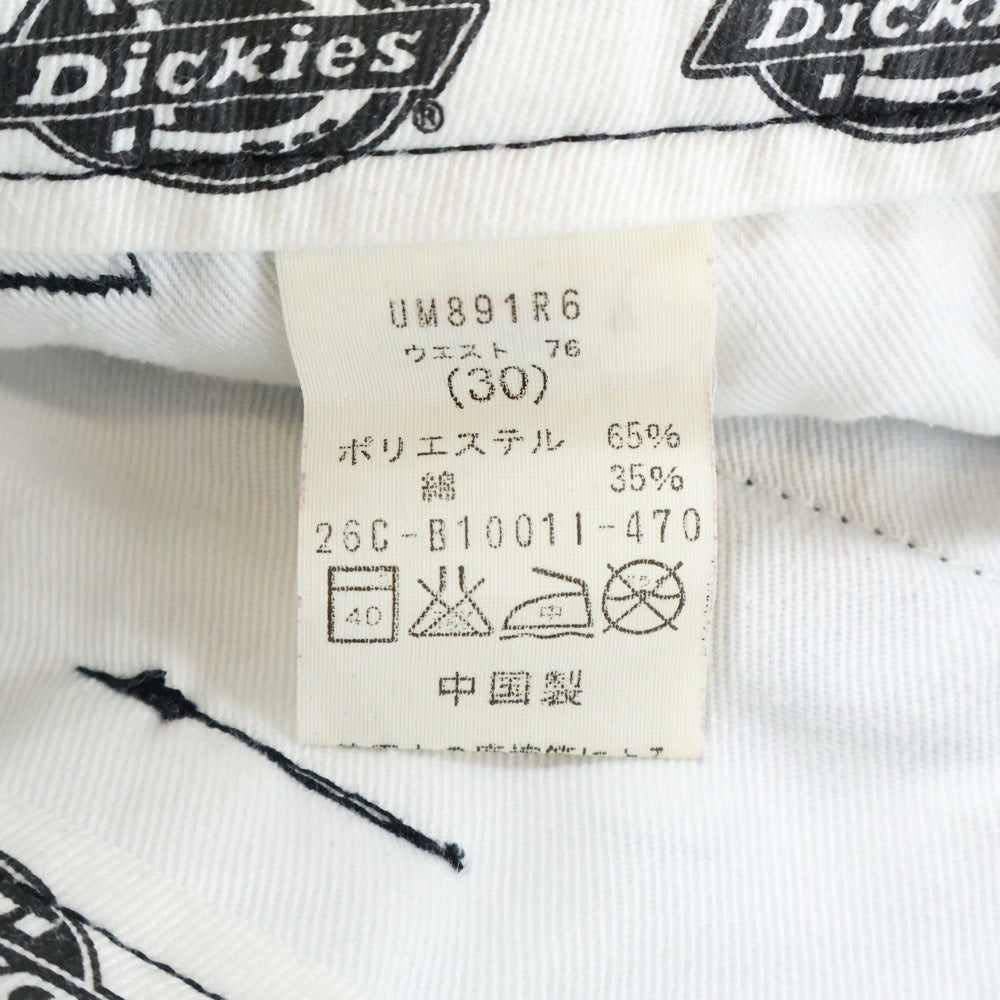 Dickies
®
Dickies
UM891R6
ウエスト 76
(30)
ポリエステル 65%
綿 35%
26C-B10011-470
40
中
中国製